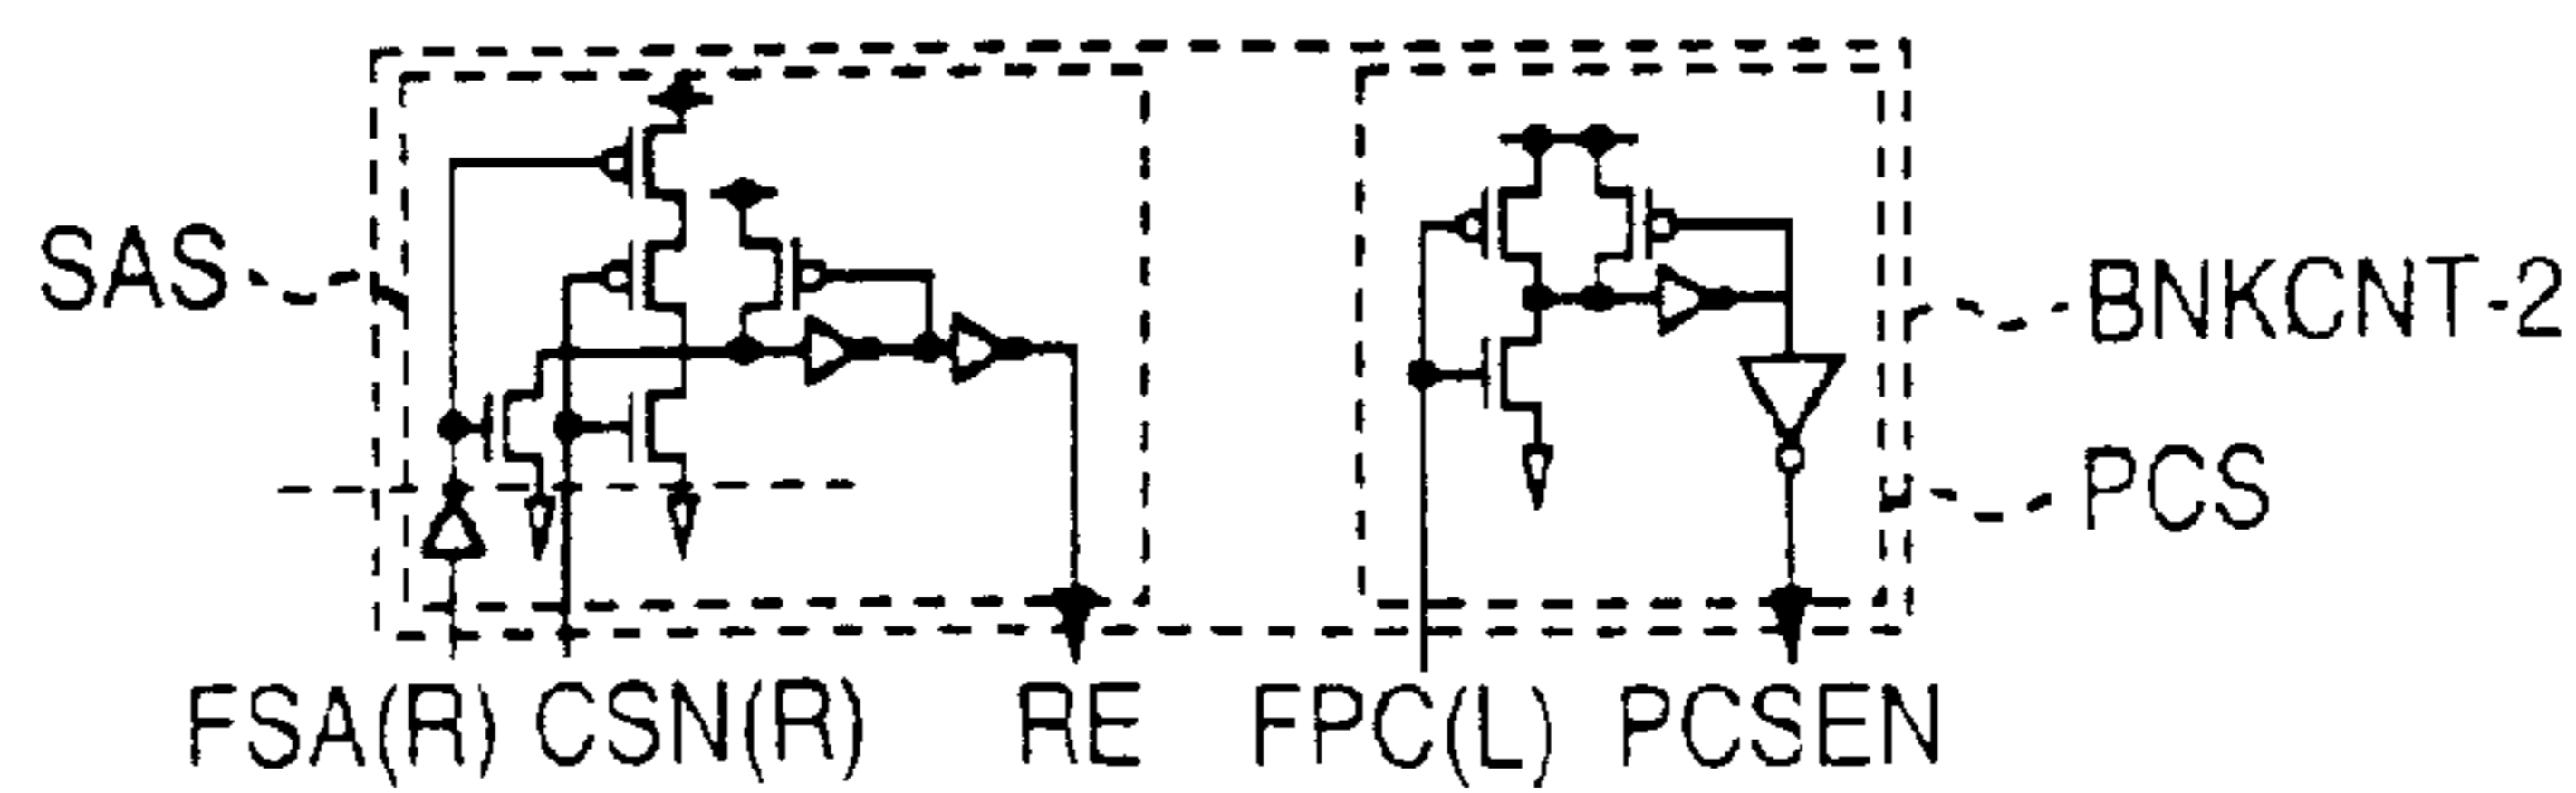 SAS
BNKCNT-2
PCS
FSA(R) CSN(R) RE FPC(L) PCSEN